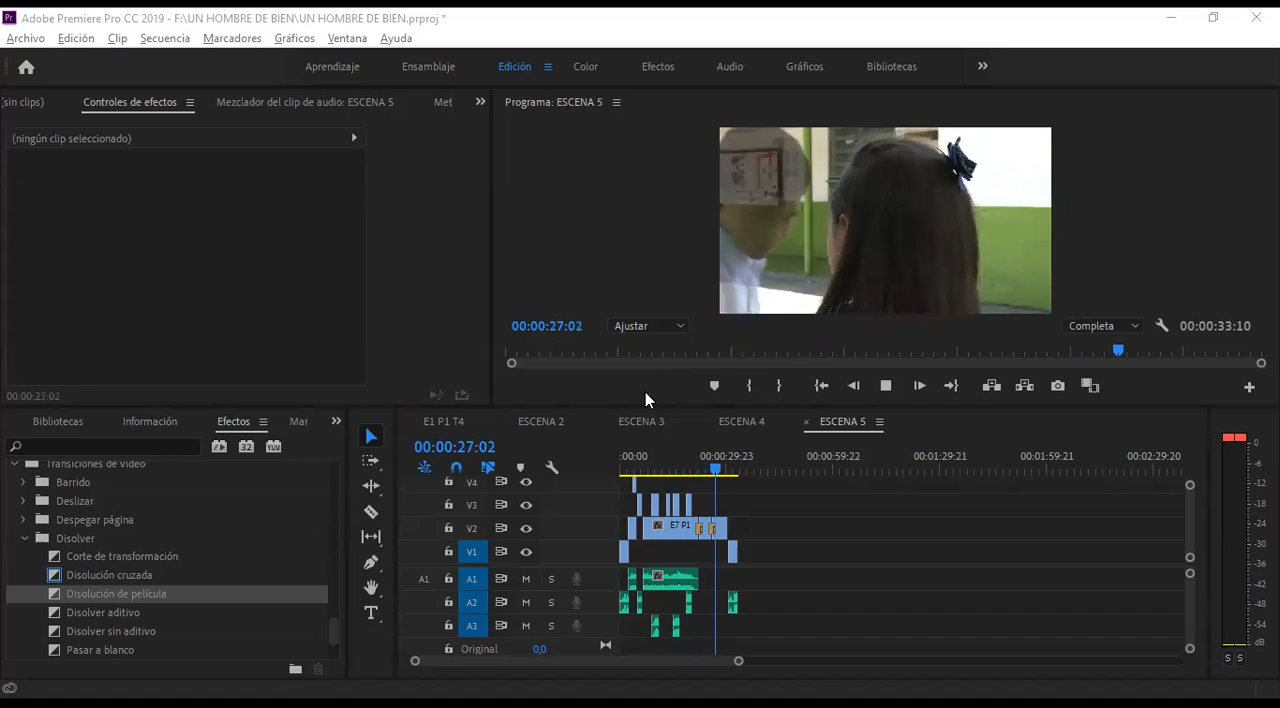 Adobe Premiere Pro CC 2019 - F:\UN HOMBRE DE BIEN\UN HOMBRE DE BIEN.prproj *
Archivo Edición Clip Secuencia Marcadores Gráficos Ventana Ayuda
Aprendizaje Ensamblaje Edición Color Efectos Audio Gráficos Bibliotecas
(sin clips) Controles de efectos Mezclador del clip de audio: ESCENA 5 Met
Programa: ESCENA 5
(ningún clip seleccionado)
00:00:27:02 Ajustar Completa 00:00:33:10
00:00:23:02
Bibliotecas Información Efectos Mar
E1 P1 T4 ESCENA 2 ESCENA 3 ESCENA 4 × ESCENA 5
00:00:27:02
:00:00 00:00:29:23 00:00:59:22 00:01:29:21 00:01:59:21 00:02:29:20
Transiciones de vídeo
Barrido
Deslizar
Despegar página
Disolver
Corte de transformación
Disolución cruzada
Disolución de película
Disolver aditivo
Disolver sin aditivo
Pasar a blanco
V4
V3
V2 E7 P1
V1
A1 A1 M S
A2 M S
A3 M S
Original 0,0
0
-6
-12
-18
-24
-30
-36
-42
-48
-54
dB
S S